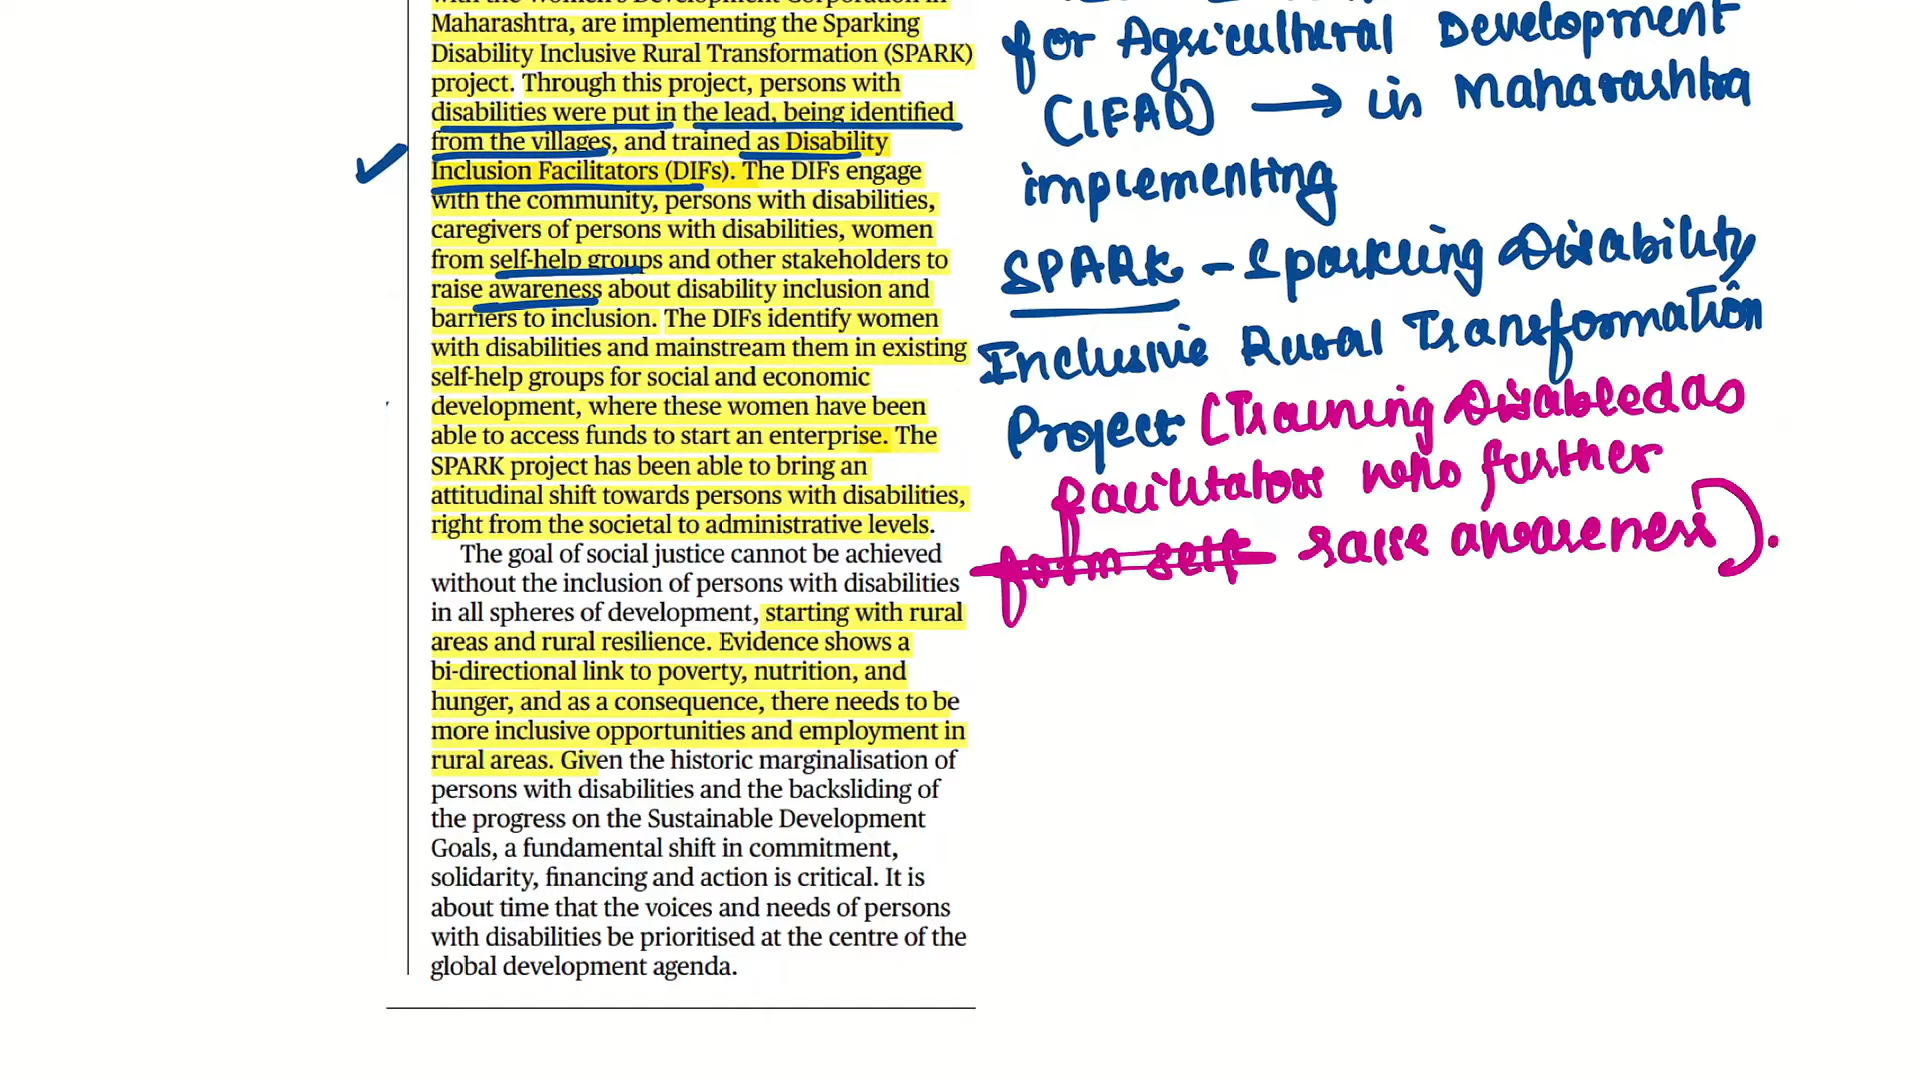 with the Women's Development Corporation in
Maharashtra, are implementing the Sparking
Disability Inclusive Rural Transformation (SPARK)
project. Through this project, persons with
disabilities were put in the lead, being identified
from the villages, and trained as Disability
Inclusion Facilitators (DIFs). The DIFs engage
with the community, persons with disabilities,
caregivers of persons with disabilities, women
from self-help groups and other stakeholders to
raise awareness about disability inclusion and
barriers to inclusion. The DIFs identify women
with disabilities and mainstream them in existing
self-help groups for social and economic
development, where these women have been
able to access funds to start an enterprise. The
SPARK project has been able to bring an
attitudinal shift towards persons with disabilities,
right from the societal to administrative levels.
The goal of social justice cannot be achieved
without the inclusion of persons with disabilities
in all spheres of development, starting with rural
areas and rural resilience. Evidence shows a
bi-directional link to poverty, nutrition, and
hunger, and as a consequence, there needs to be
more inclusive opportunities and employment in
rural areas. Given the historic marginalisation of
persons with disabilities and the backsliding of
the progress on the Sustainable Development
Goals, a fundamental shift in commitment,
solidarity, financing and action is critical. It is
about time that the voices and needs of persons
with disabilities be prioritised at the centre of the
global development agenda.
for Agricultural Development
(IFAD) → in Maharashtra
implementing
SPARK - Sparkling Disability
Inclusive Rural Transformation
Project (Training Disabled as
facilitators who further
form self raise awareness).